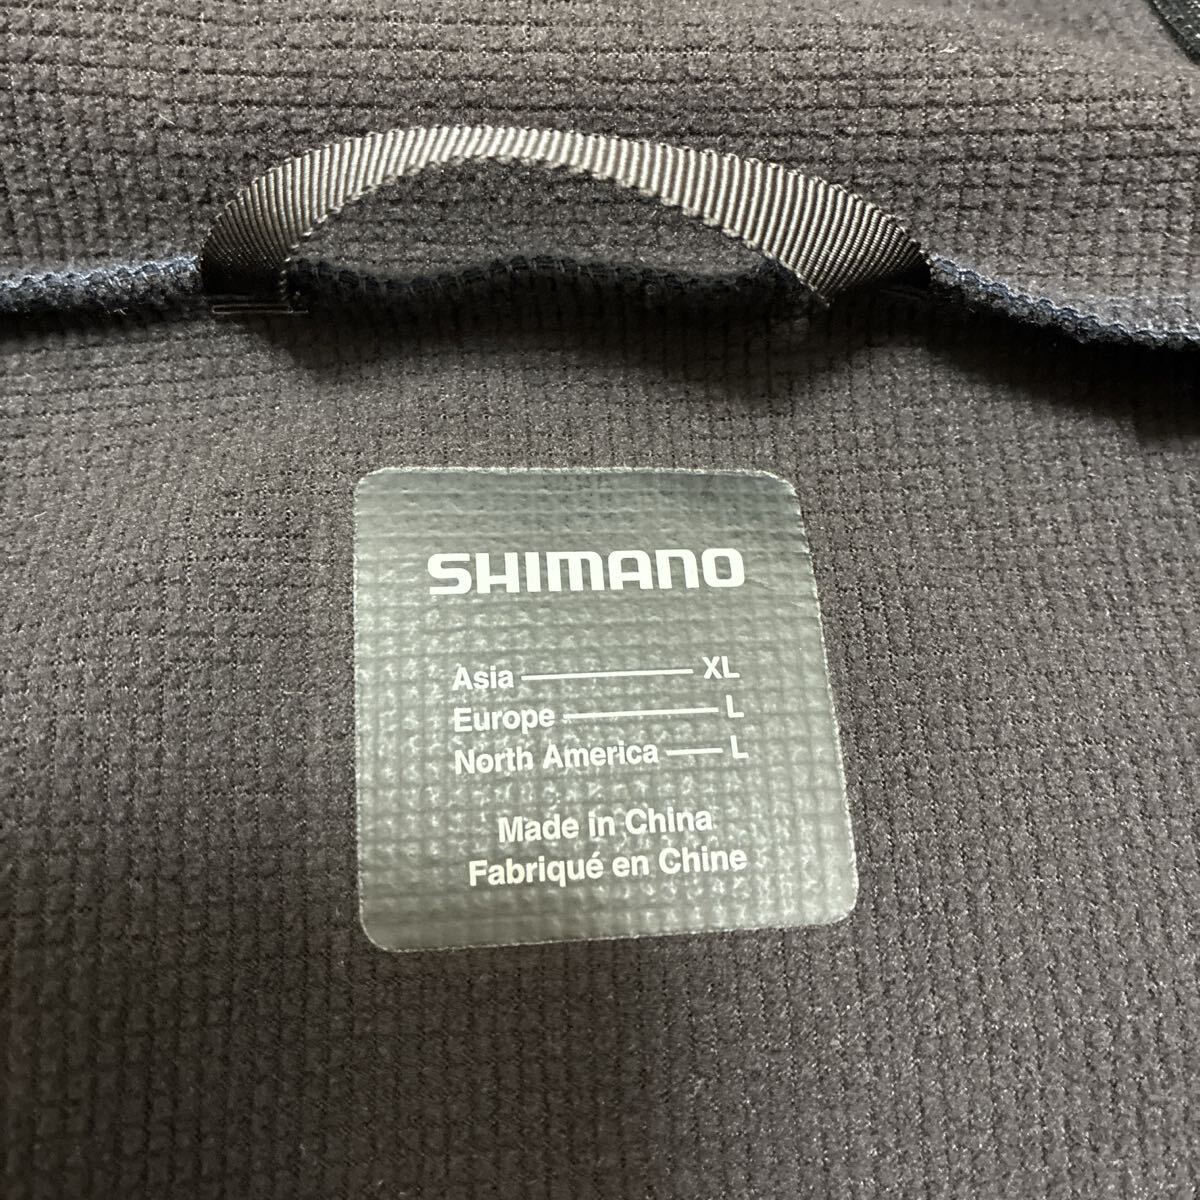 SHIMANO
Asia — XL
Europe — L
North America — L
Made in China
Fabriqué en Chine